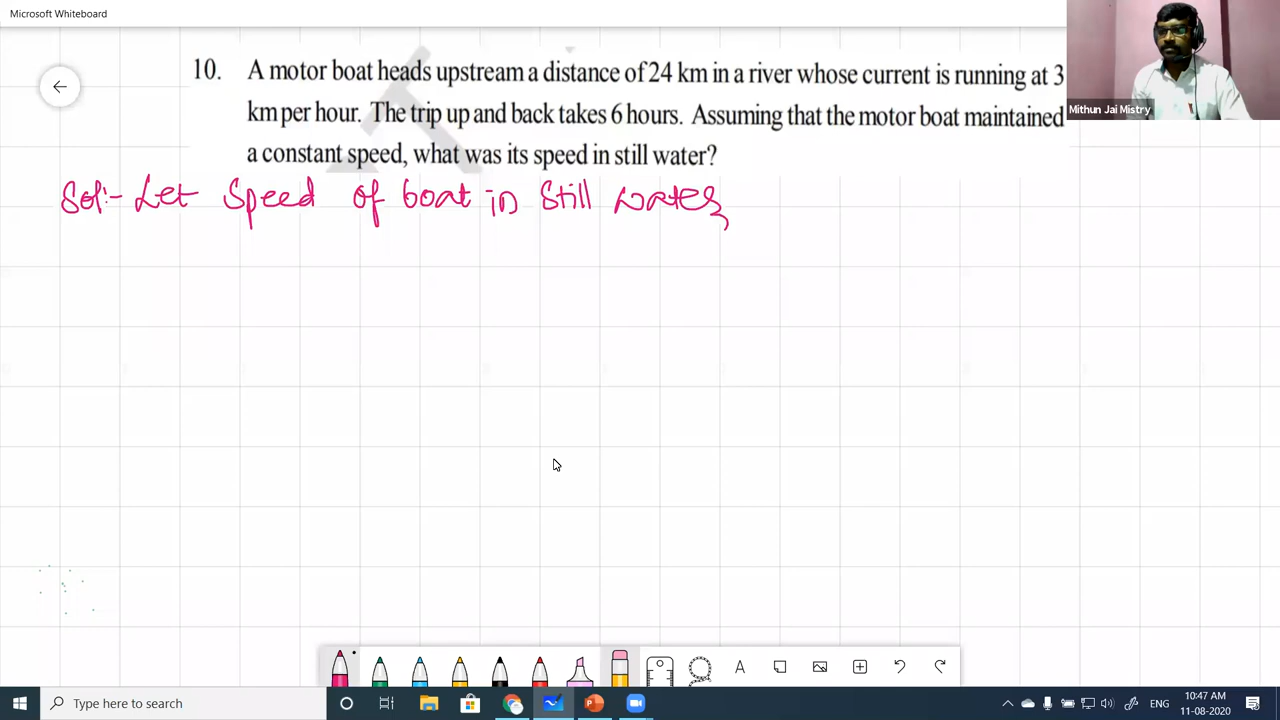 Microsoft Whiteboard
10. A motor boat heads upstream a distance of 24 km in a river whose current is running at 3
km per hour. The trip up and back takes 6 hours. Assuming that the motor boat maintained
a constant speed, what was its speed in still water?
Mithun Jai Mistry
Sol:- Let Speed of boat in Still water,
A
Type here to search
ENG
10:47 AM
11-08-2020